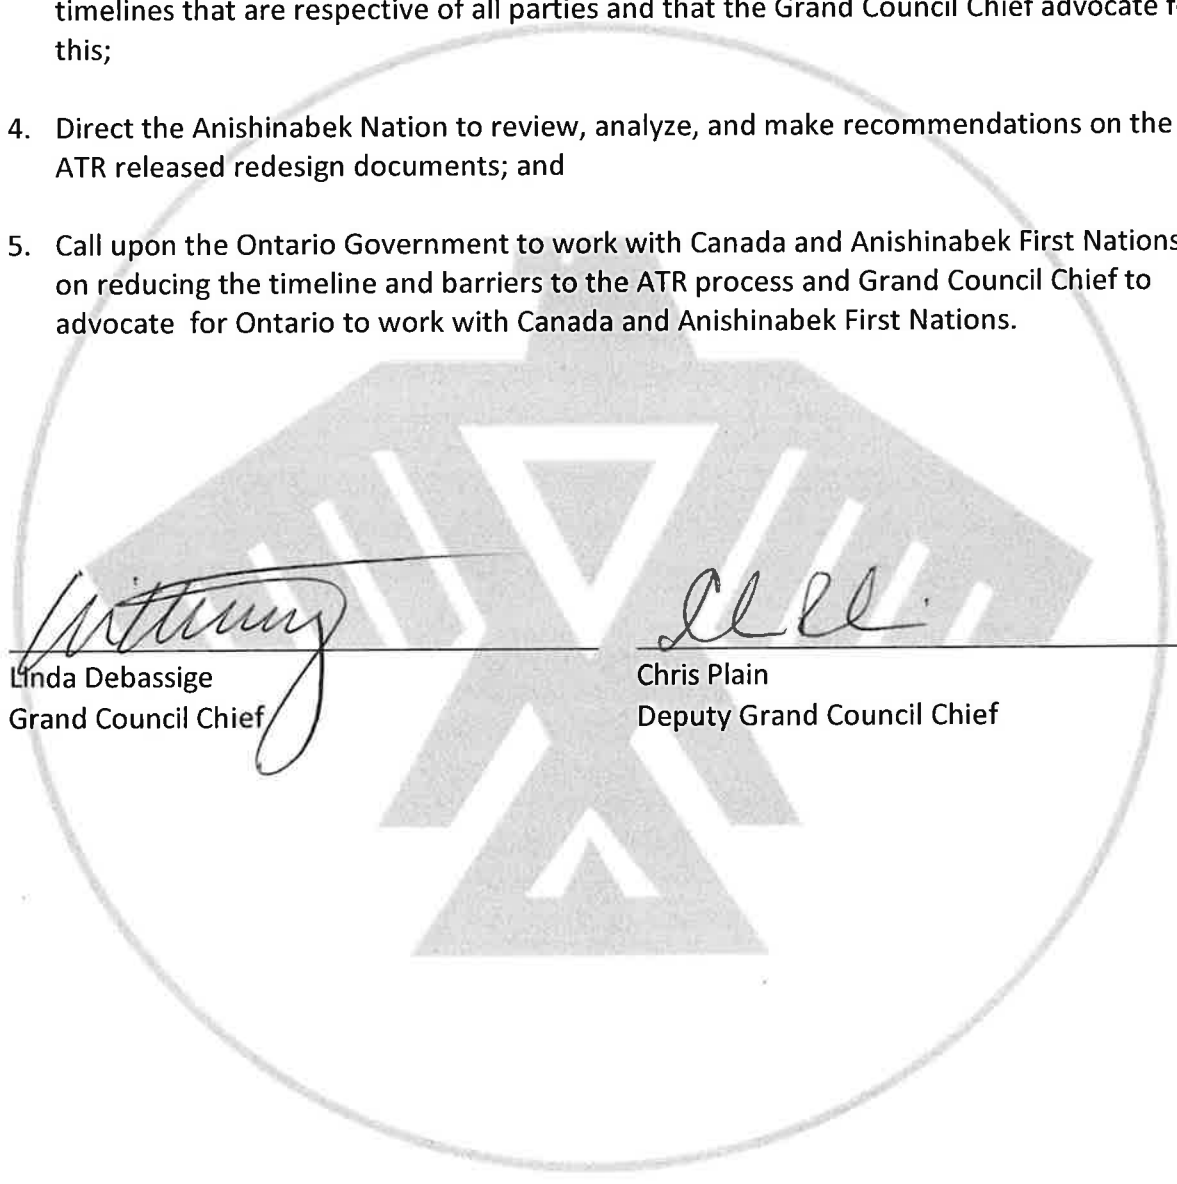 timelines that are respective of all parties and that the Grand Council Chief advocate
this;
4. Direct the Anishinabek Nation to review, analyze, and make recommendations on the
ATR released redesign documents; and
5. Call upon the Ontario Government to work with Canada and Anishinabek First Nations
on reducing the timeline and barriers to the ATR process and Grand Council Chief to
advocate for Ontario to work with Canada and Anishinabek First Nations.
Linda Debassige
Grand Council Chief
Chris Plain
Deputy Grand Council Chief